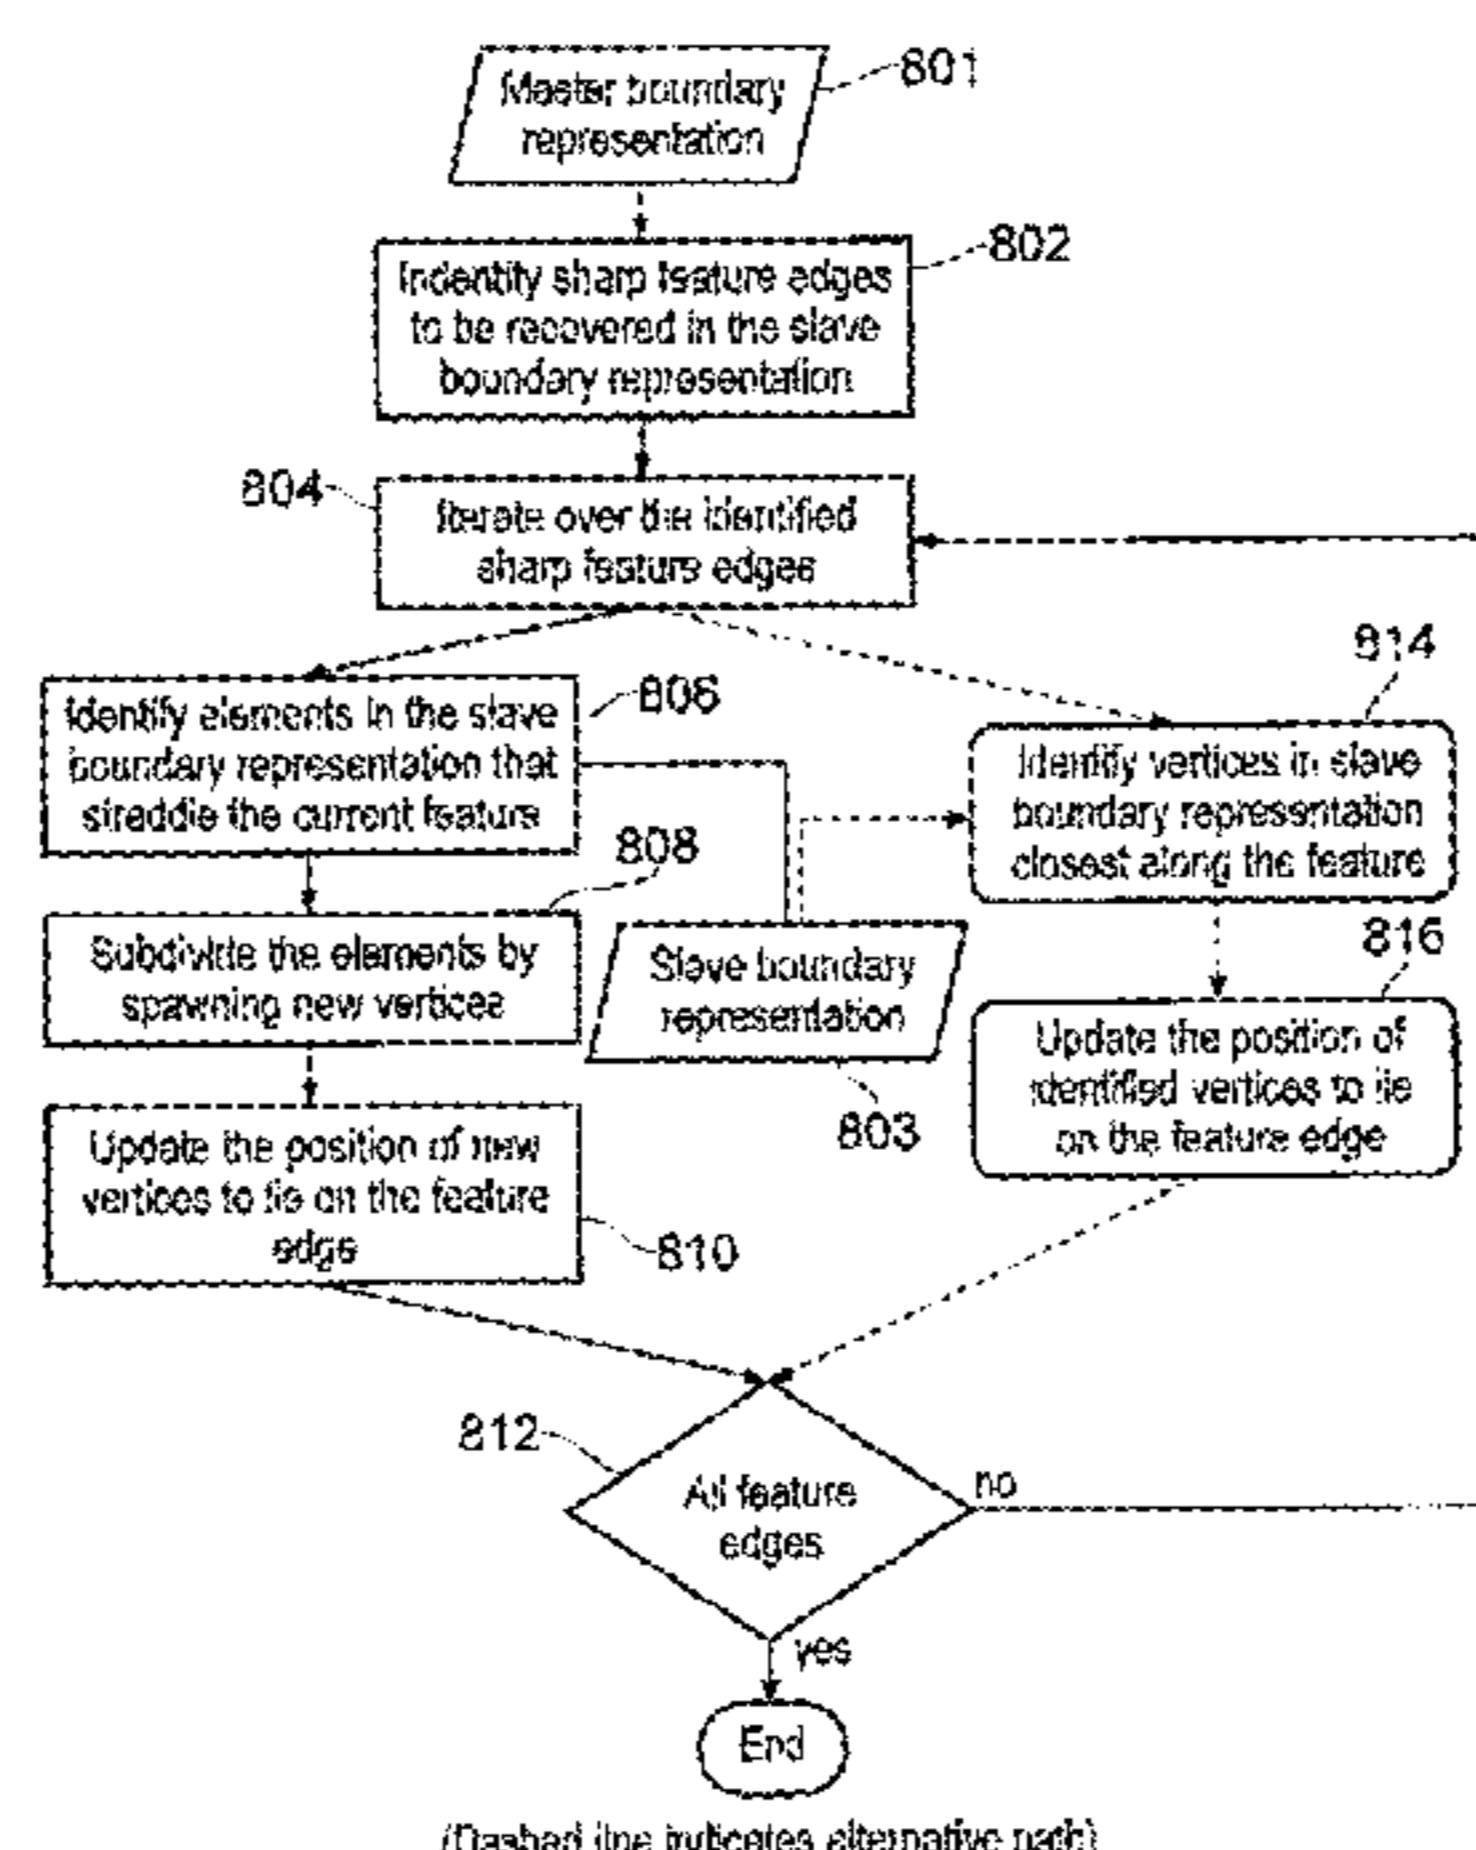 801
Master boundary
representation
802
Indentify sharp feature edges
to be recovered in the slave
boundary representation
804
Iterate over the identified
sharp feature edges
814
806
Identify elements in the slave
boundary representation that
straddle the current feature
Identify vertices in slave
boundary representation
closest along the feature
808
816
Subdivide the elements by
spawning new vertices
Slave boundary
representation
803
Update the position of
identified vertices to lie
on the feature edge
Update the position of new
vertices to lie on the feature
edge
810
812
All feature
edges
no
yes
End
(Dashed line indicates alternative path)